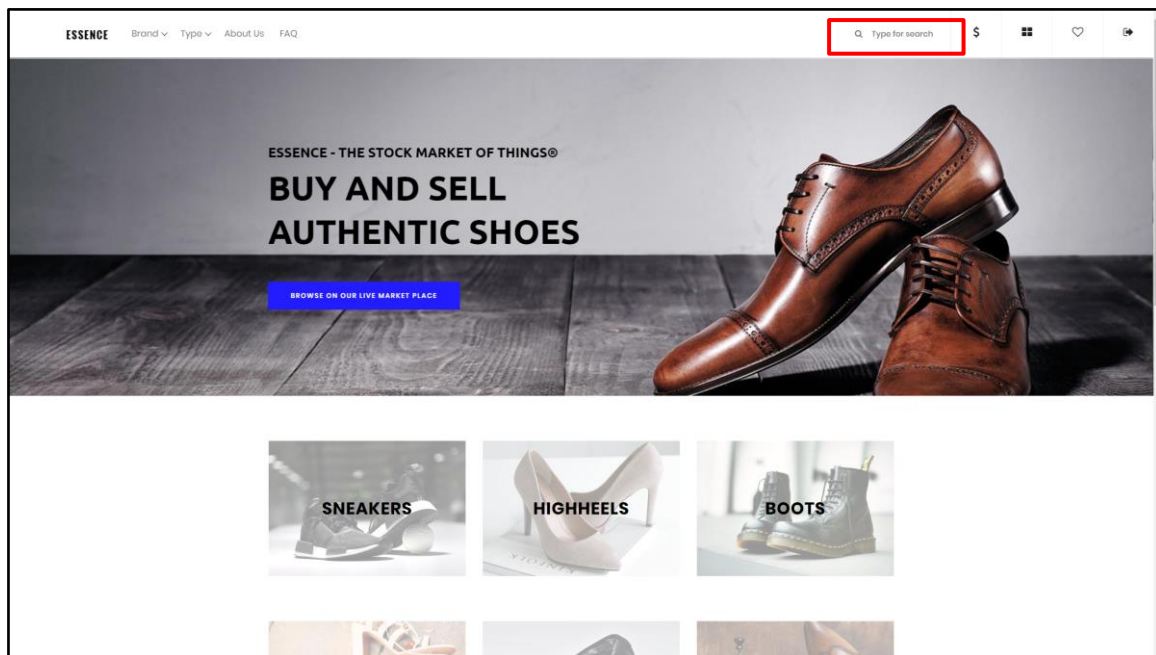 ESSENCE Brand Type About Us FAQ Type for search $
ESSENCE - THE STOCK MARKET OF THINGS®
BUY AND SELL
AUTHENTIC SHOES
BROWSE ON OUR LIVE MARKET PLACE
SNEAKERS HIGHHEELS BOOTS